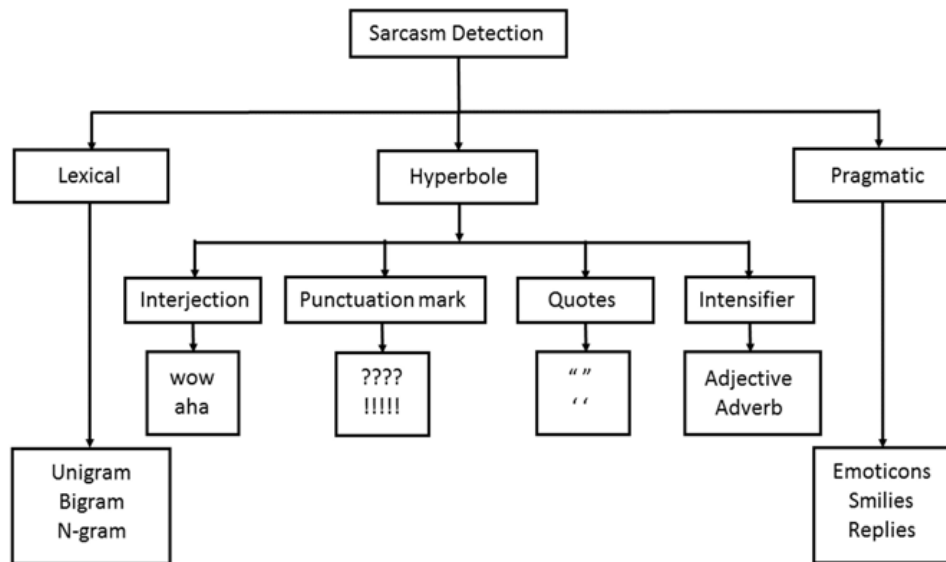 Sarcasm Detection
Lexical
Hyperbole
Pragmatic
Interjection
Punctuation mark
Quotes
Intensifier
wow
aha
????
!!!!!
“ ”
‘ ‘
Adjective
Adverb
Unigram
Bigram
N-gram
Emoticons
Smilies
Replies